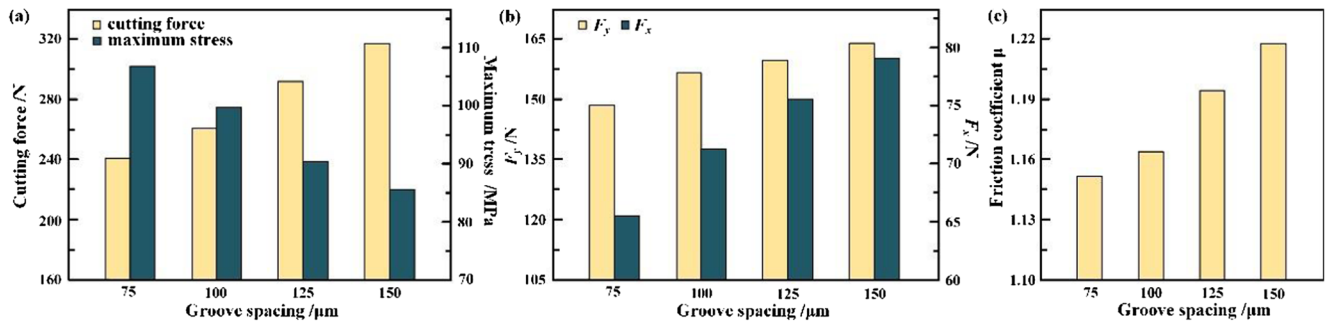 (a)
cutting force
maximum stress
320
280
240
200
160
Cutting force /N
110
100
90
80
70
Maximum tress /MPa
75 100 125 150
Groove spacing /μm
(b)
Fy Fx
165
150
135
120
105
Fy /N
80
75
70
65
60
Fx /N
75 100 125 150
Groove spacing /μm
(c)
1.22
1.19
1.16
1.13
1.10
Friction coefficient μ
75 100 125 150
Groove spacing /μm